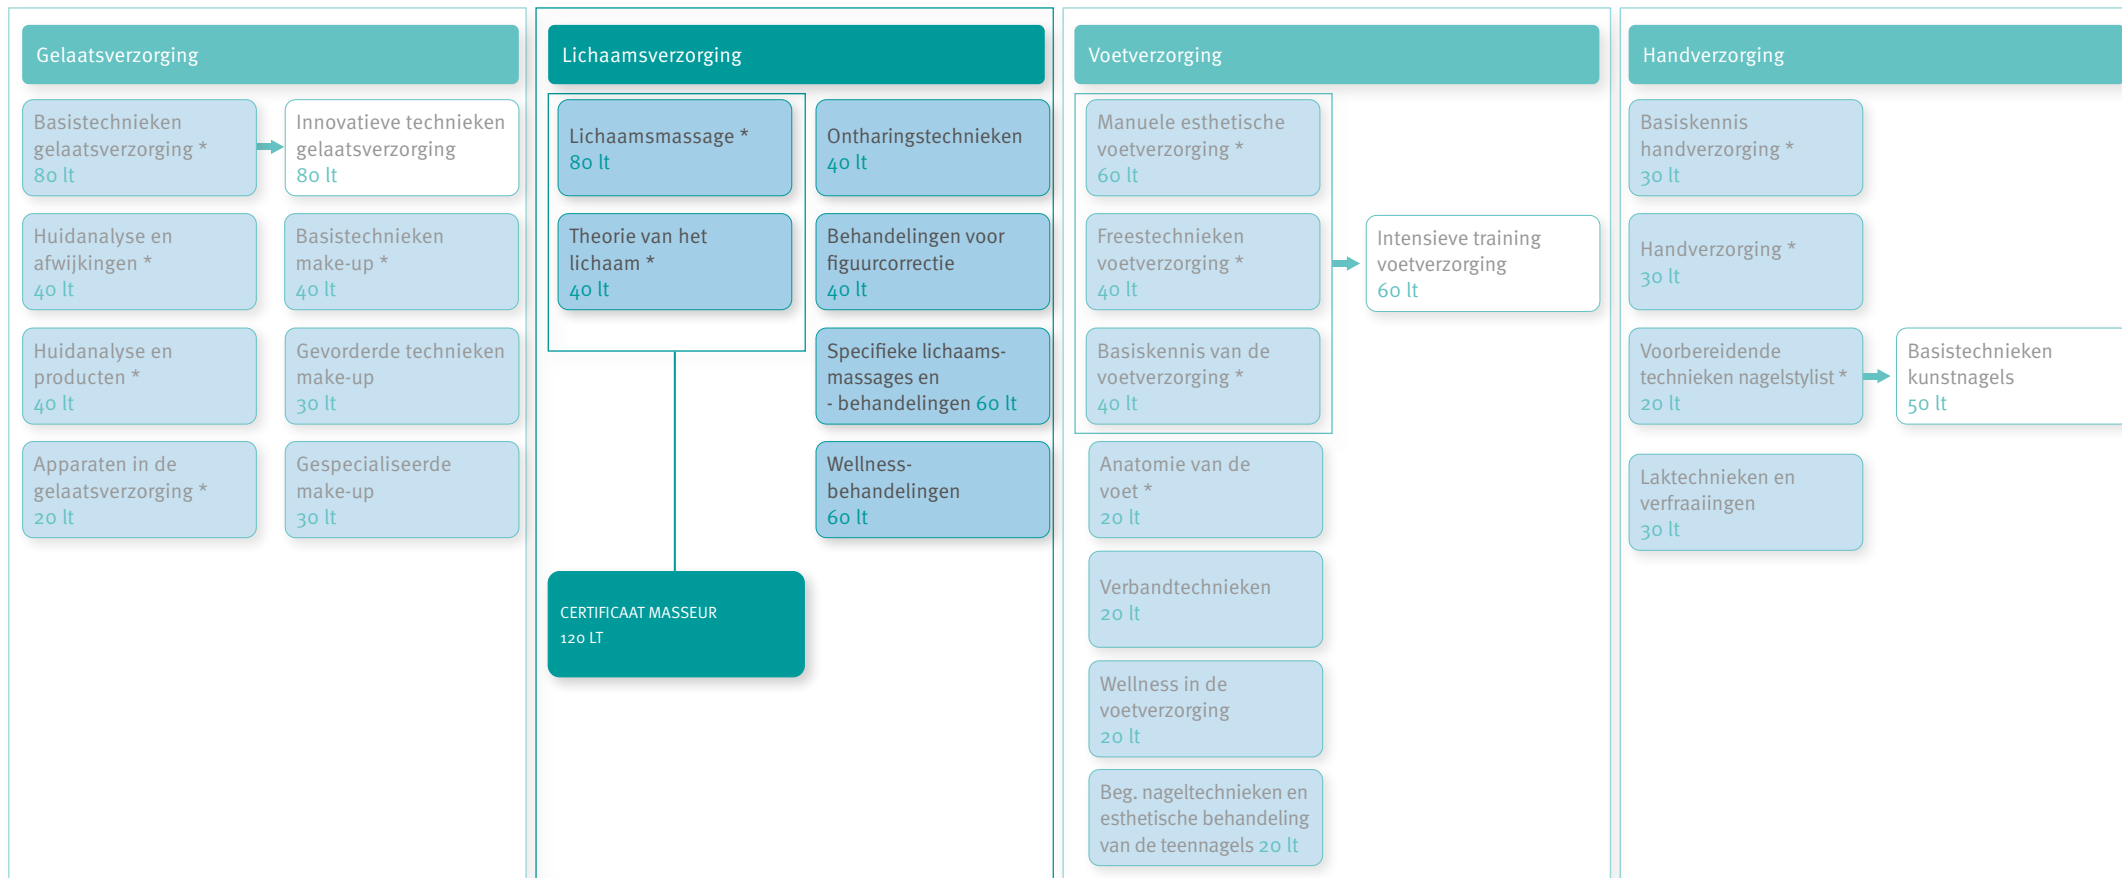 Gelaatsverzorging
Basistechnieken
gelaatsverzorging *
80 lt
Innovatieve technieken
gelaatsverzorging
80 lt
Huidanalyse en
afwijkingen *
40 lt
Basistechnieken
make-up *
40 lt
Huidanalyse en
producten *
40 lt
Gevorderde technieken
make-up
30 lt
Apparaten in de
gelaatsverzorging *
20 lt
Gespecialiseerde
make-up
30 lt
Lichaamsverzorging
Lichaamsmassage *
80 lt
Ontharingstechnieken
40 lt
Theorie van het
lichaam *
40 lt
Behandelingen voor
figuurcorrectie
40 lt
Specifieke lichaams-
massages en
- behandelingen 60 lt
Wellness-
behandelingen
60 lt
CERTIFICAAT MASSEUR
120 LT
Voetverzorging
Manuele esthetische
voetverzorging *
60 lt
Freestechnieken
voetverzorging *
40 lt
Intensieve training
voetverzorging
60 lt
Basiskennis van de
voetverzorging *
40 lt
Anatomie van de
voet *
20 lt
Verbandtechnieken
20 lt
Wellness in de
voetverzorging
20 lt
Beg. nageltechnieken en
esthetische behandeling
van de teennagels 20 lt
Handverzorging
Basiskennis
handverzorging *
30 lt
Handverzorging *
30 lt
Voorbereidende
technieken nagelstylist *
20 lt
Basistechnieken
kunstnagels
50 lt
Laktechnieken en
verfraaiingen
30 lt